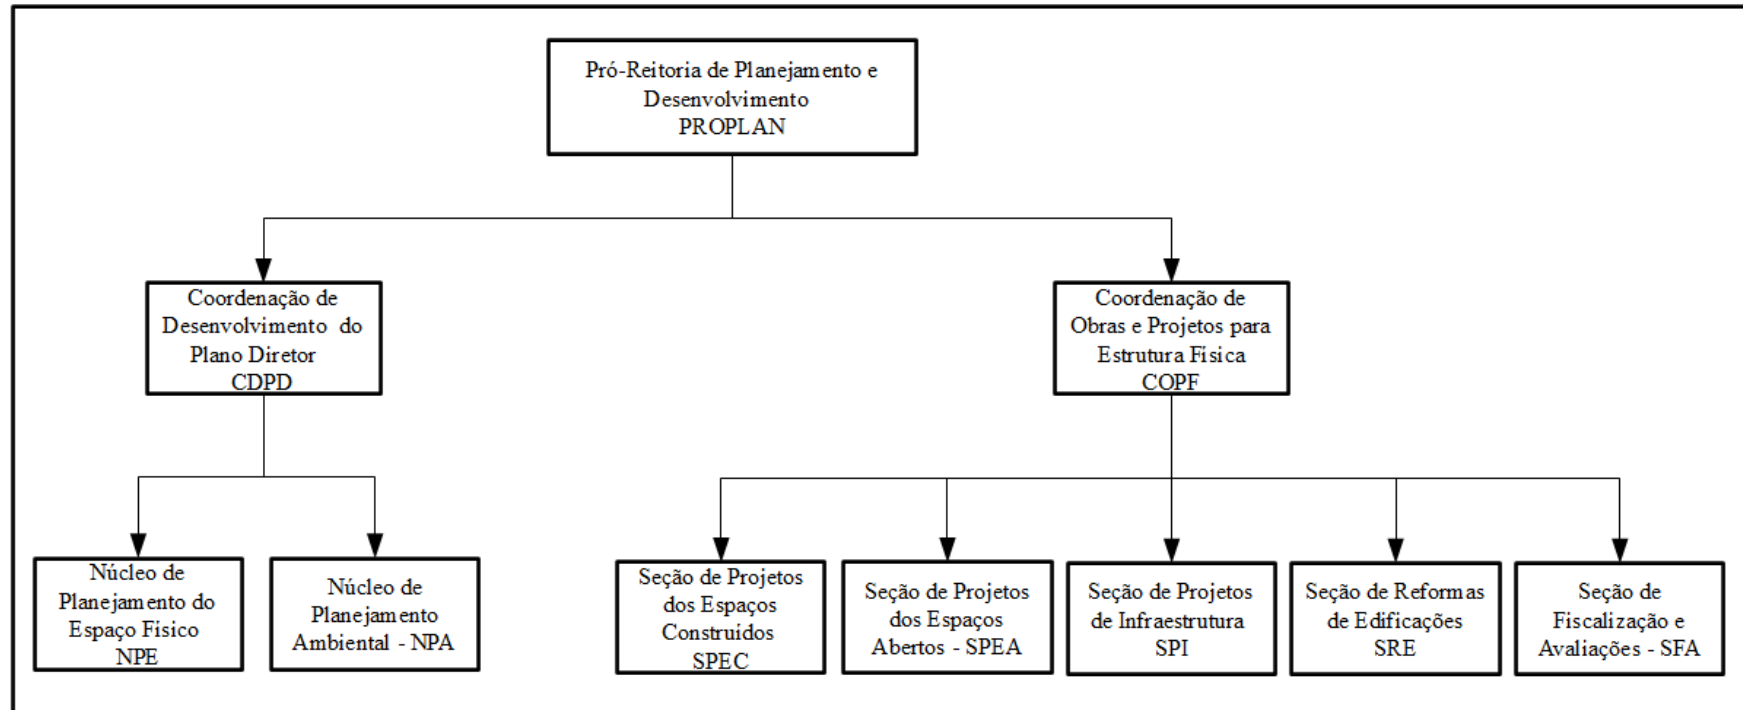 Pró-Reitoria de Planejamento e
Desenvolvimento
PROPLAN
Coordenação de
Desenvolvimento do
Plano Diretor
CDPD
Coordenação de
Obras e Projetos para
Estrutura Física
COPF
Núcleo de
Planejamento do
Espaço Físico
NPE
Núcleo de
Planejamento
Ambiental - NPA
Seção de Projetos
dos Espaços
Construídos
SPEC
Seção de Projetos
dos Espaços
Abertos - SPEA
Seção de Projetos
de Infraestrutura
SPI
Seção de Reformas
de Edificações
SRE
Seção de
Fiscalização e
Avaliações - SFA